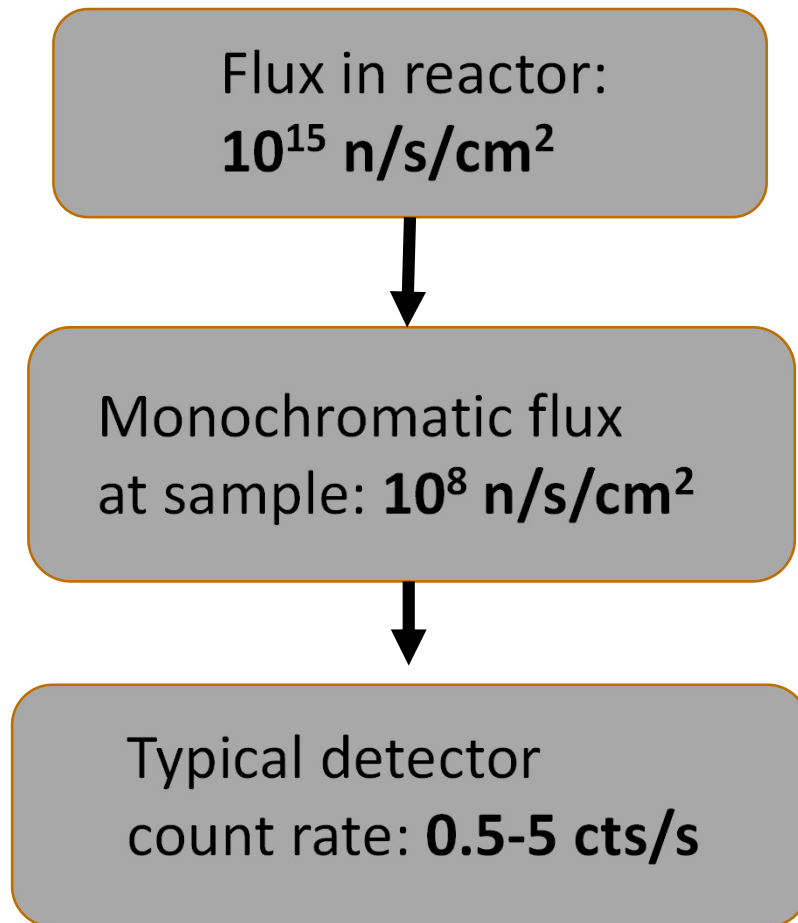 Flux in reactor:
10¹⁵ n/s/cm²
Monochromatic flux
at sample: 10⁸ n/s/cm²
Typical detector
count rate: 0.5-5 cts/s